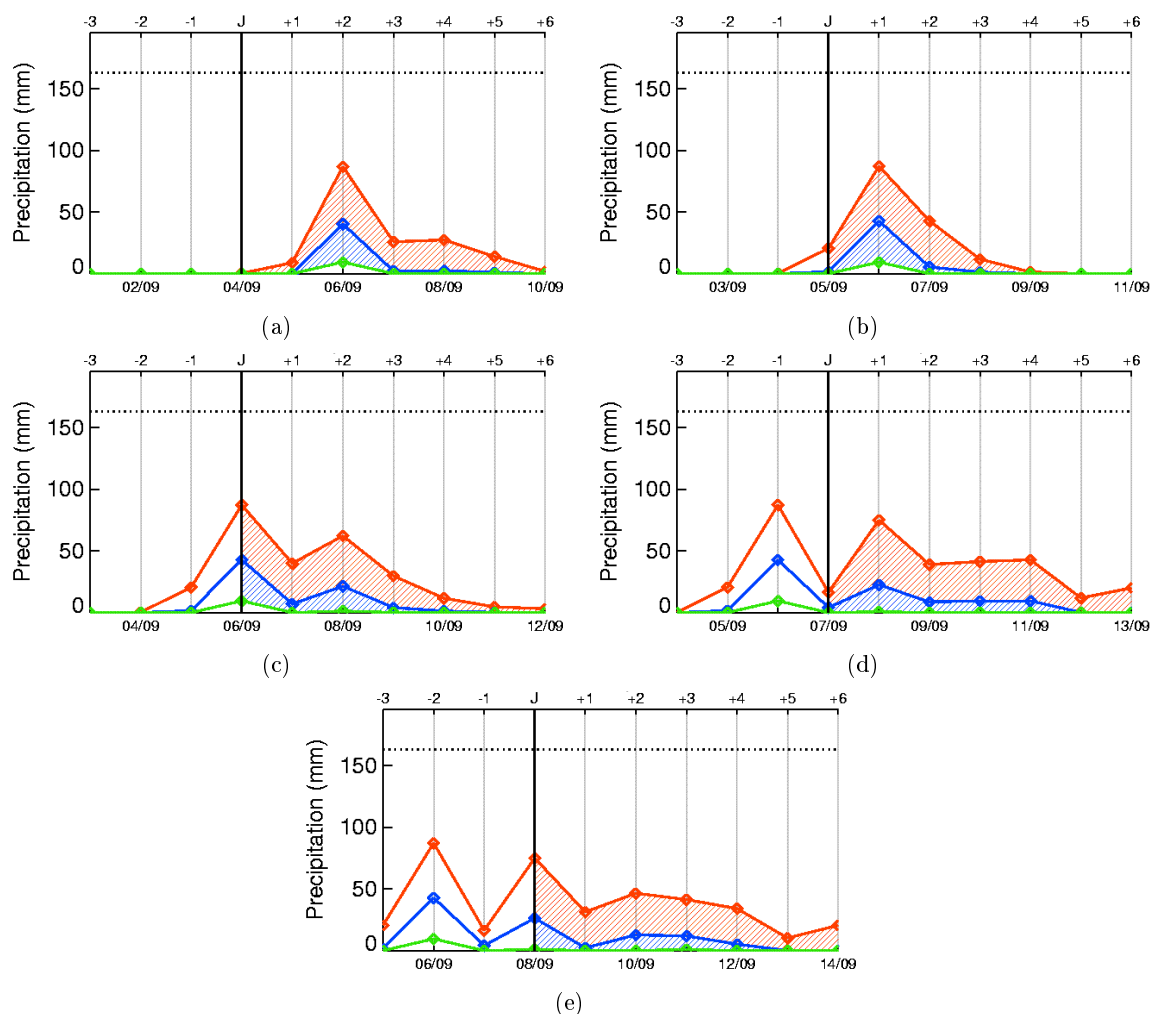 -3 -2 -1 J +1 +2 +3 +4 +5 +6
Precipitation (mm)
150
100
50
0
02/09 04/09 06/09 08/09 10/09
(a)
-3 -2 -1 J +1 +2 +3 +4 +5 +6
Precipitation (mm)
150
100
50
0
03/09 05/09 07/09 09/09 11/09
(b)
-3 -2 -1 J +1 +2 +3 +4 +5 +6
Precipitation (mm)
150
100
50
0
04/09 06/09 08/09 10/09 12/09
(c)
-3 -2 -1 J +1 +2 +3 +4 +5 +6
Precipitation (mm)
150
100
50
0
05/09 07/09 09/09 11/09 13/09
(d)
-3 -2 -1 J +1 +2 +3 +4 +5 +6
Precipitation (mm)
150
100
50
0
06/09 08/09 10/09 12/09 14/09
(e)